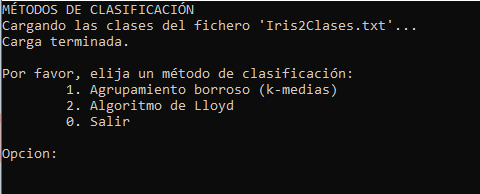 MÉTODOS DE CLASIFICACIÓN
Cargando las clases del fichero 'Iris2Clases.txt'...
Carga terminada.
Por favor, elija un método de clasificación:
1. Agrupamiento borroso (k-medias)
2. Algoritmo de Lloyd
0. Salir
Opcion: